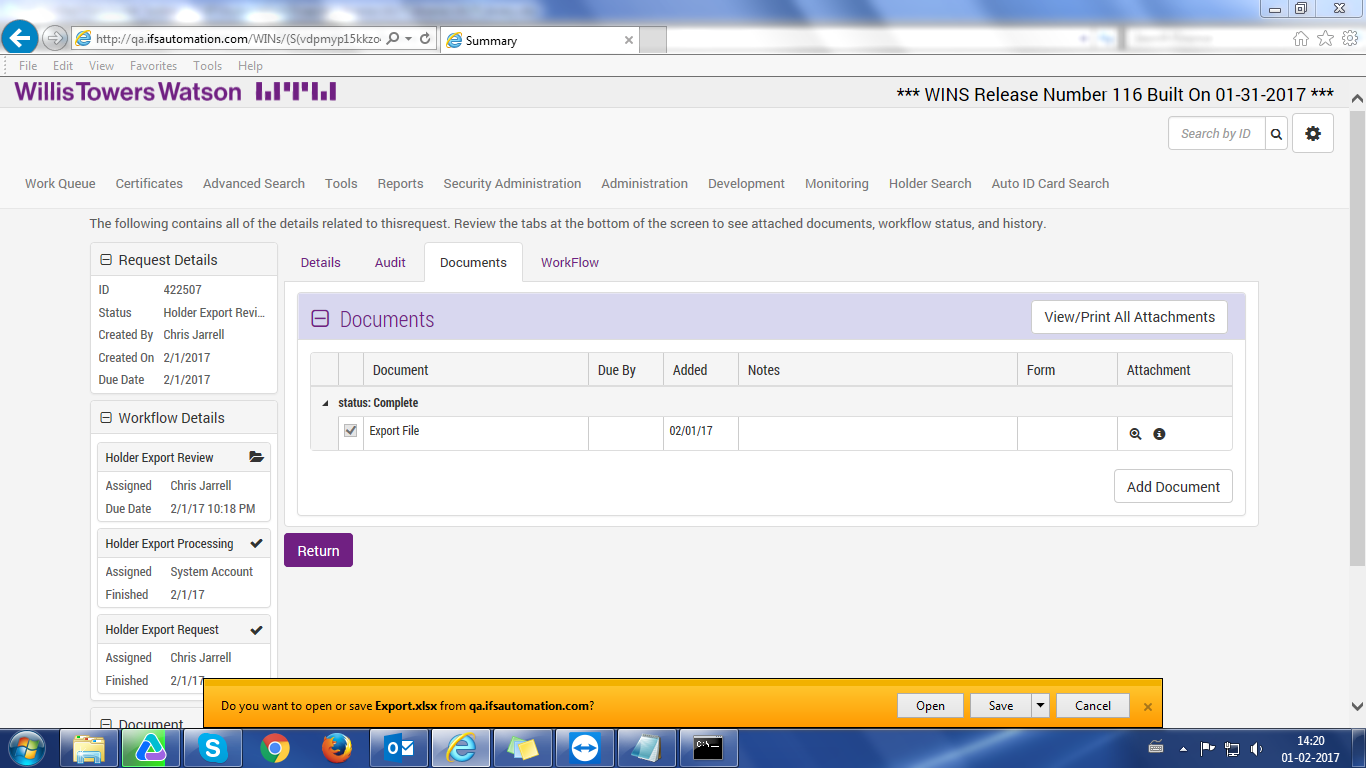 http://qa.ifsautomation.com/WINs/(S(vdpmyp15kkzo
Summary
File Edit View Favorites Tools Help
Willis Towers Watson
*** WINS Release Number 116 Built On 01-31-2017 ***
Search by ID
Work Queue Certificates Advanced Search Tools Reports Security Administration Administration Development Monitoring Holder Search Auto ID Card Search
The following contains all of the details related to thisrequest. Review the tabs at the bottom of the screen to see attached documents, workflow status, and history.
Request Details
ID 422507
Status Holder Export Revi...
Created By Chris Jarrell
Created On 2/1/2017
Due Date 2/1/2017
Workflow Details
Holder Export Review
Assigned Chris Jarrell
Due Date 2/1/17 10:18 PM
Holder Export Processing
Assigned System Account
Finished 2/1/17
Holder Export Request
Assigned Chris Jarrell
Finished 2/1/17
Document
Details Audit Documents WorkFlow
Documents
View/Print All Attachments
Document Due By Added Notes Form Attachment
status: Complete
Export File 02/01/17
Add Document
Return
Do you want to open or save Export.xlsx from qa.ifsautomation.com?
Open Save Cancel
14:20
01-02-2017